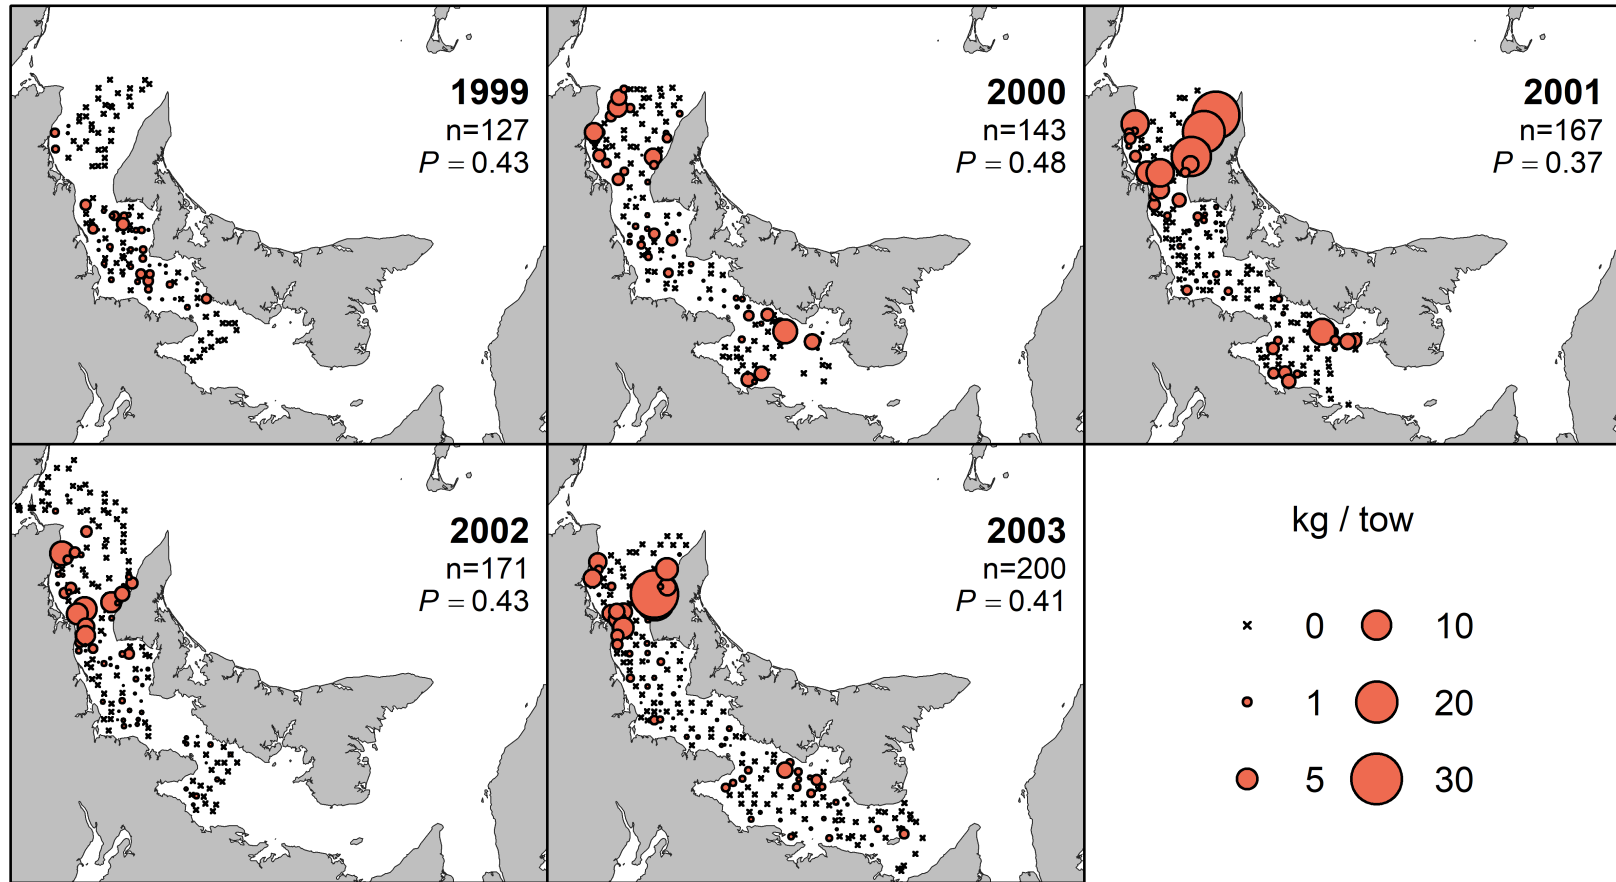 1999
n=127
P = 0.43
2000
n=143
P = 0.48
2001
n=167
P = 0.37
2002
n=171
P = 0.43
2003
n=200
P = 0.41
kg / tow
0 10
1 20
5 30